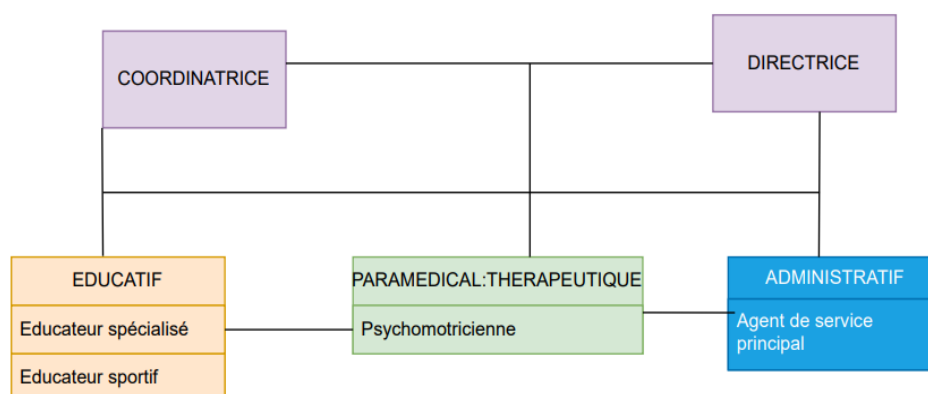 COORDINATRICE
DIRECTRICE
EDUCATIF
Educateur spécialisé
Educateur sportif
PARAMEDICAL:THERAPEUTIQUE
Psychomotricienne
ADMINISTRATIF
Agent de service
principal